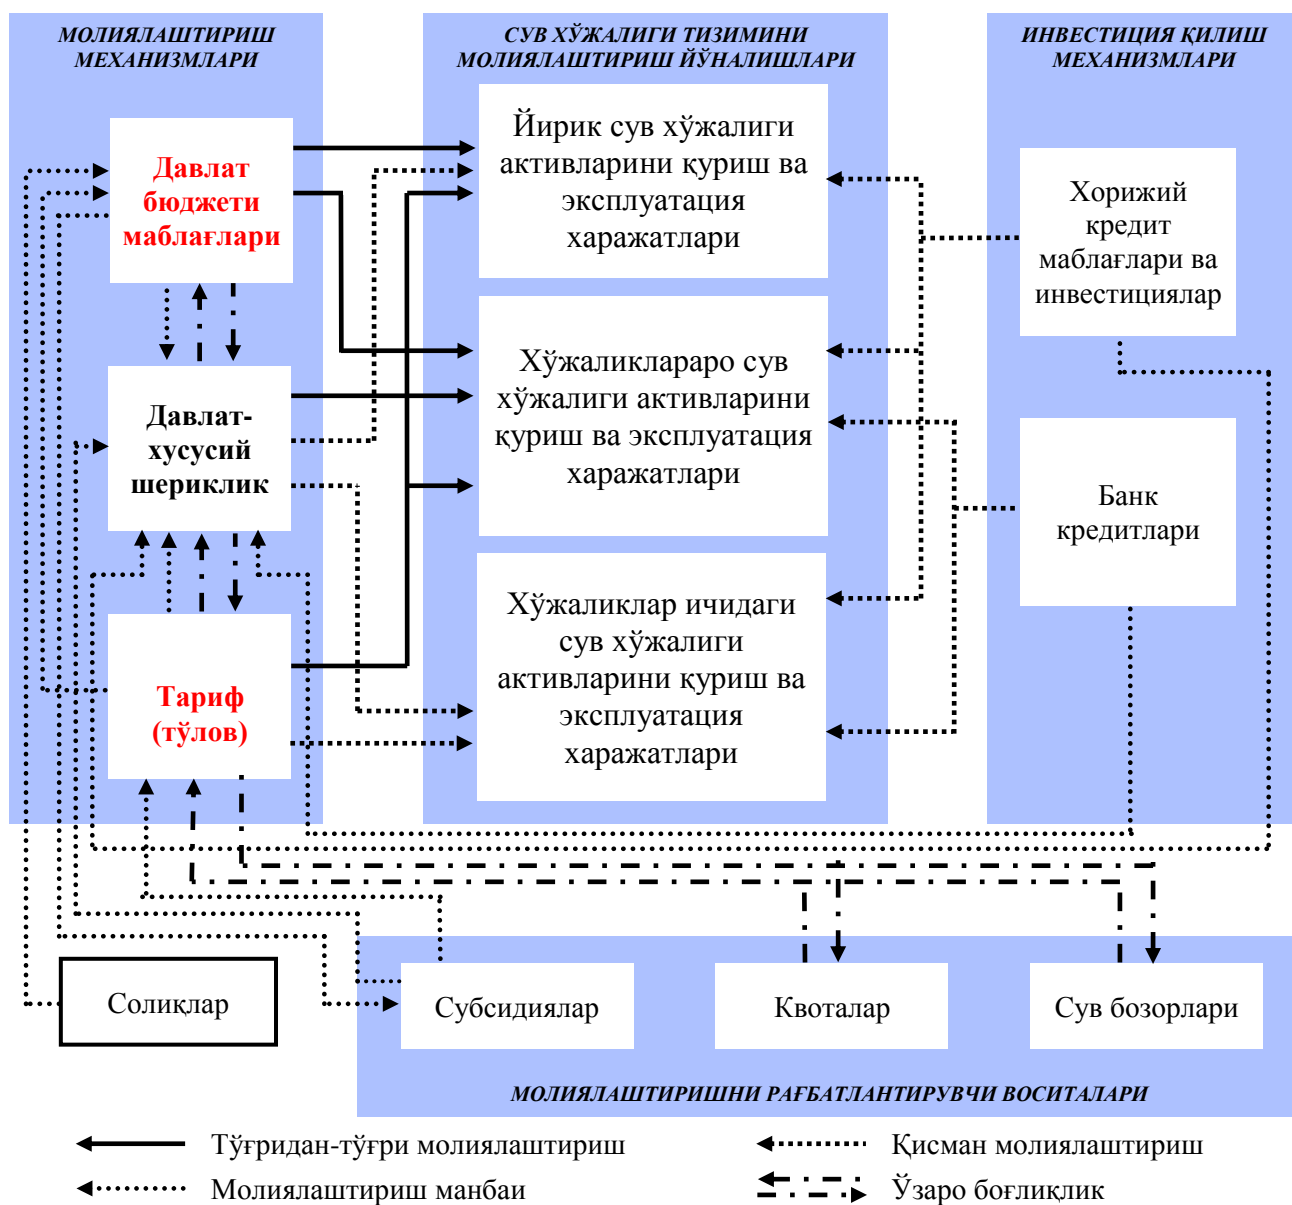 МОЛИЯЛАШТИРИШ
МЕХАНИЗМЛАРИ
Давлат
бюджети
маблағлари
Давлат-
хусусий
шериклик
Тариф
(тўлов)
СУВ ХЎЖАЛИГИ ТИЗИМИНИ
МОЛИЯЛАШТИРИШ ЙЎНАЛИШЛАРИ
Йирик сув хўжалиги
активларини қуриш ва
эксплуатация
харажатлари
Хўжаликлараро сув
хўжалиги активларини
қуриш ва эксплуатация
харажатлари
Хўжаликлар ичидаги
сув хўжалиги
активларини қуриш ва
эксплуатация
харажатлари
ИНВЕСТИЦИЯ ҚИЛИШ
МЕХАНИЗМЛАРИ
Хорижий
кредит
маблағлари ва
инвестициялар
Банк
кредитлари
Солиқлар
Субсидиялар
Квоталар
Сув бозорлари
МОЛИЯЛАШТИРИШНИ РАҒБАТЛАНТИРУВЧИ ВОСИТАЛАРИ
Тўғридан-тўғри молиялаштириш
Қисман молиялаштириш
Молиялаштириш манбаи
Ўзаро боғлиқлик